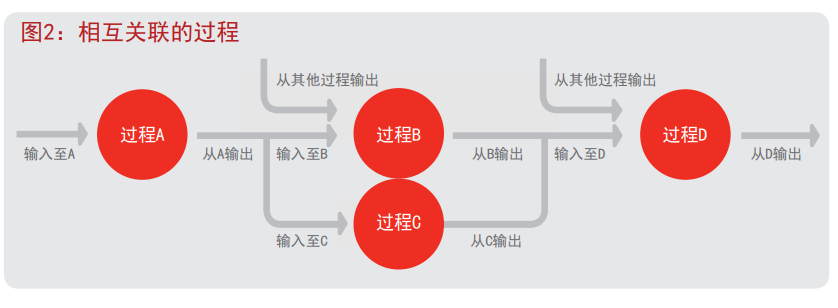 图2：相互关联的过程
从其他过程输出
从其他过程输出
过程A
过程B
过程D
输入至A
从A输出
输入至B
从B输出
输入至D
从D输出
过程C
输入至C
从C输出